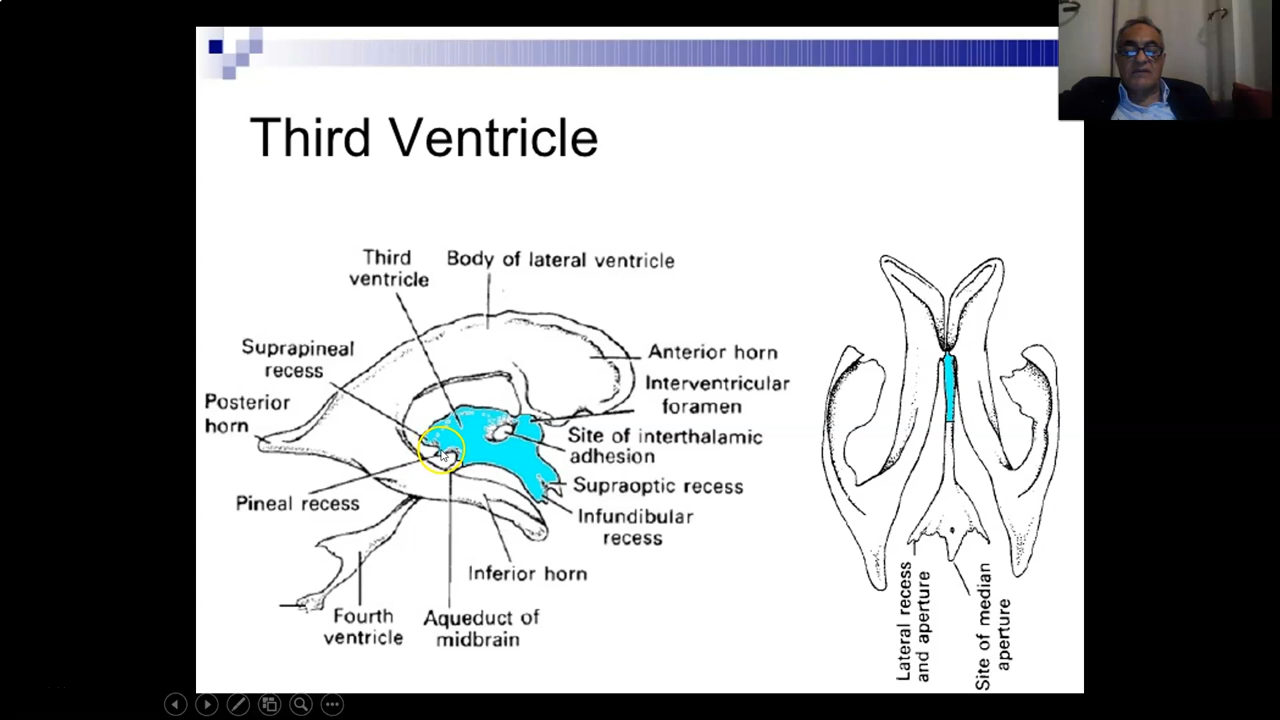 Third Ventricle
Third
ventricle
Body of lateral ventricle
Suprapineal
recess
Anterior horn
Interventricular
foramen
Posterior
horn
Site of interthalamic
adhesion
Supraoptic recess
Pineal recess
Infundibular
recess
Inferior horn
Fourth
ventricle
Aqueduct of
midbrain
Lateral recess
and aperture
Site of median
aperture